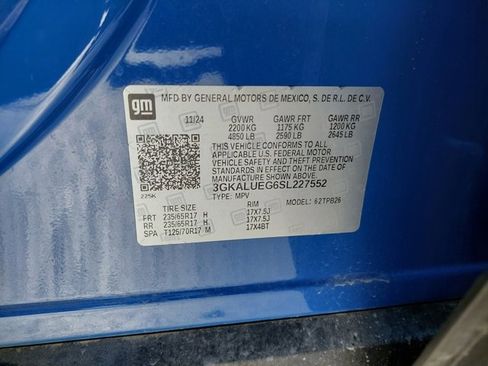 gm
MFD BY GENERAL MOTORS DE MEXICO, S. DE R.L. DE C.V.
11/24 GVWR GAWR FRT GAWR RR
2200 KG 1175 KG 1200 KG
4850 LB 2590 LB 2645 LB
THIS VEHICLE CONFORMS TO ALL
APPLICABLE U.S. FEDERAL MOTOR
VEHICLE SAFETY AND THEFT PREVENTION
STANDARDS IN EFFECT ON THE DATE OF
MANUFACTURE SHOWN ABOVE.
3GKALUEG6SL227552
225K TYPE: MPV MODEL: 62TPB26
TIRE SIZE RIM
FRT 235/65R17 H 17X7.5J
RR 235/65R17 H 17X7.5J
SPA T125/70R17 M 17X4BT